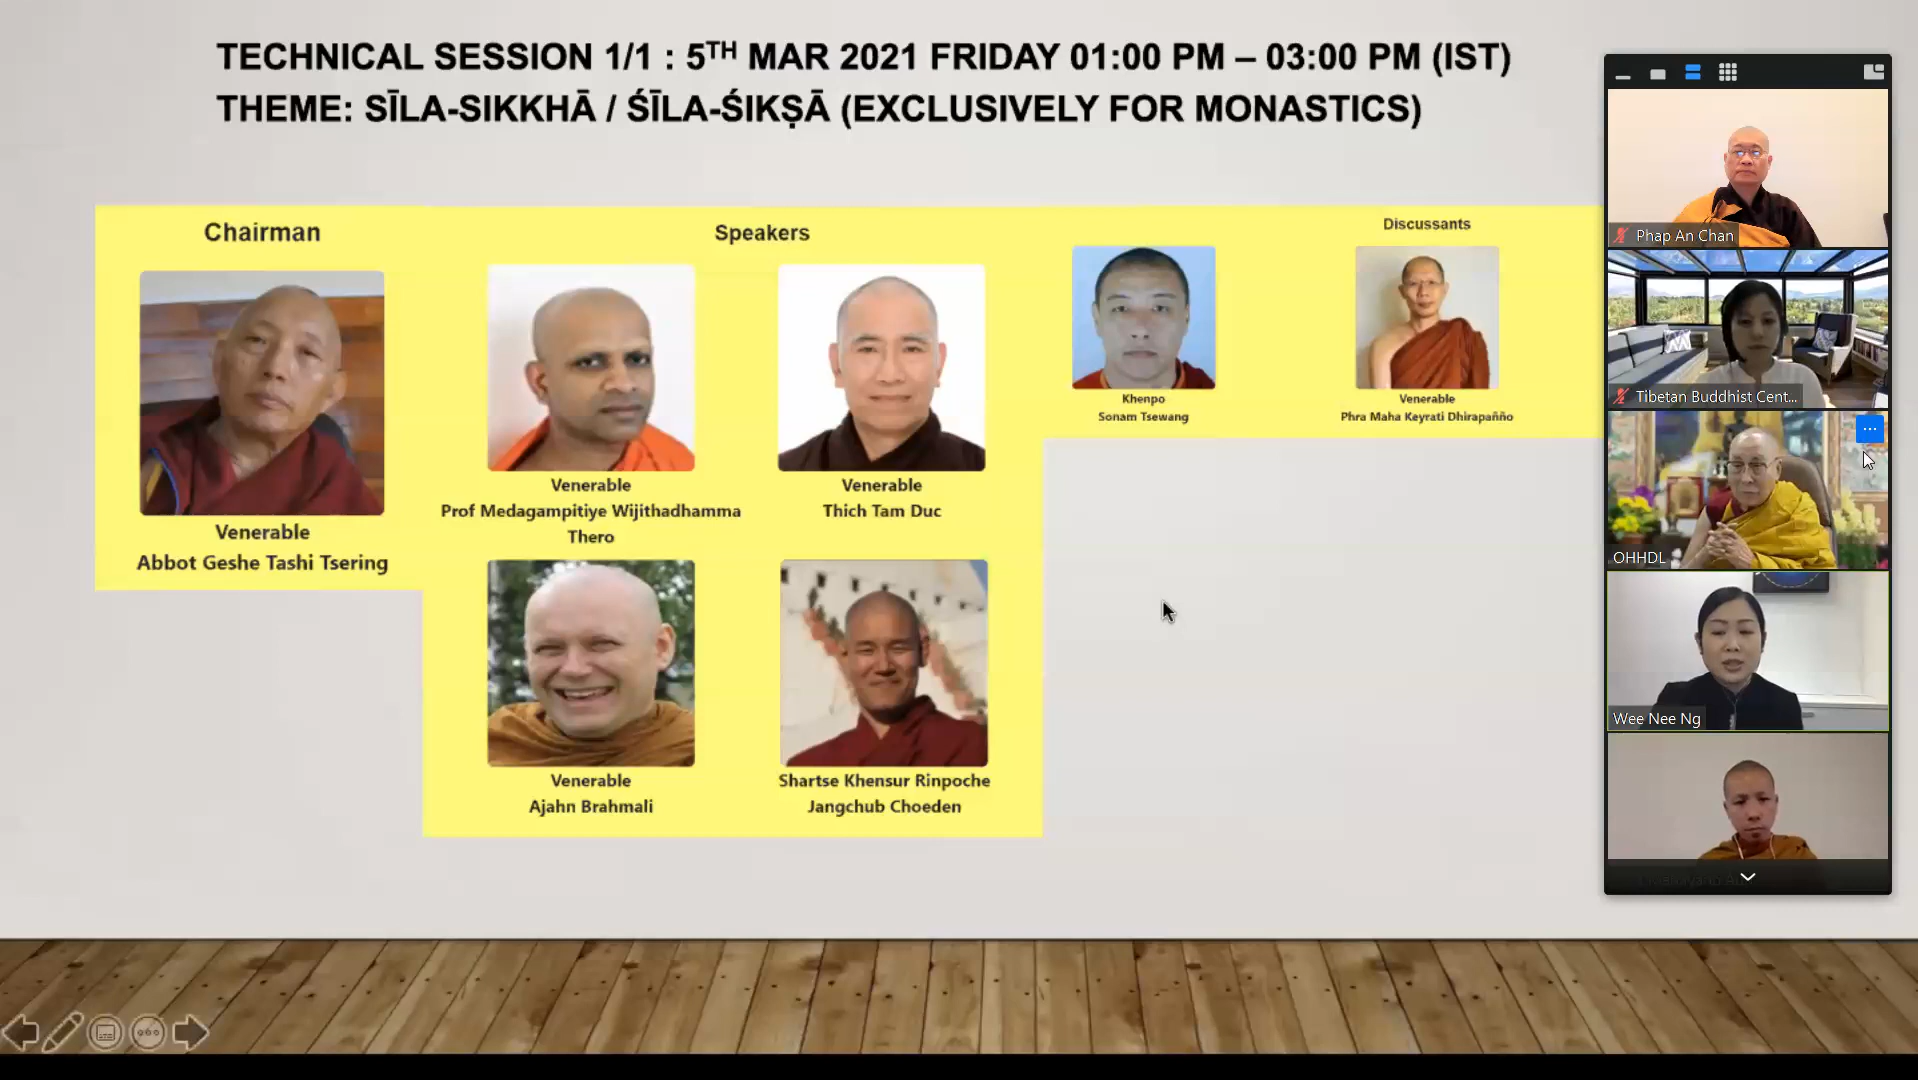 TECHNICAL SESSION 1/1 : 5TH MAR 2021 FRIDAY 01:00 PM – 03:00 PM (IST)
THEME: SĪLA-SIKKHĀ / ŚĪLA-ŚIKṢĀ (EXCLUSIVELY FOR MONASTICS)
Chairman
Venerable
Abbot Geshe Tashi Tsering
Speakers
Venerable
Prof Medagampitiye Wijithadhamma
Thero
Venerable
Thich Tam Duc
Venerable
Ajahn Brahmali
Shartse Khensur Rinpoche
Jangchub Choeden
Discussants
Khenpo
Sonam Tsewang
Venerable
Phra Maha Keyrati Dhirapañño
Phap An Chan
Tibetan Buddhist Cent...
OHHDL
Wee Nee Ng